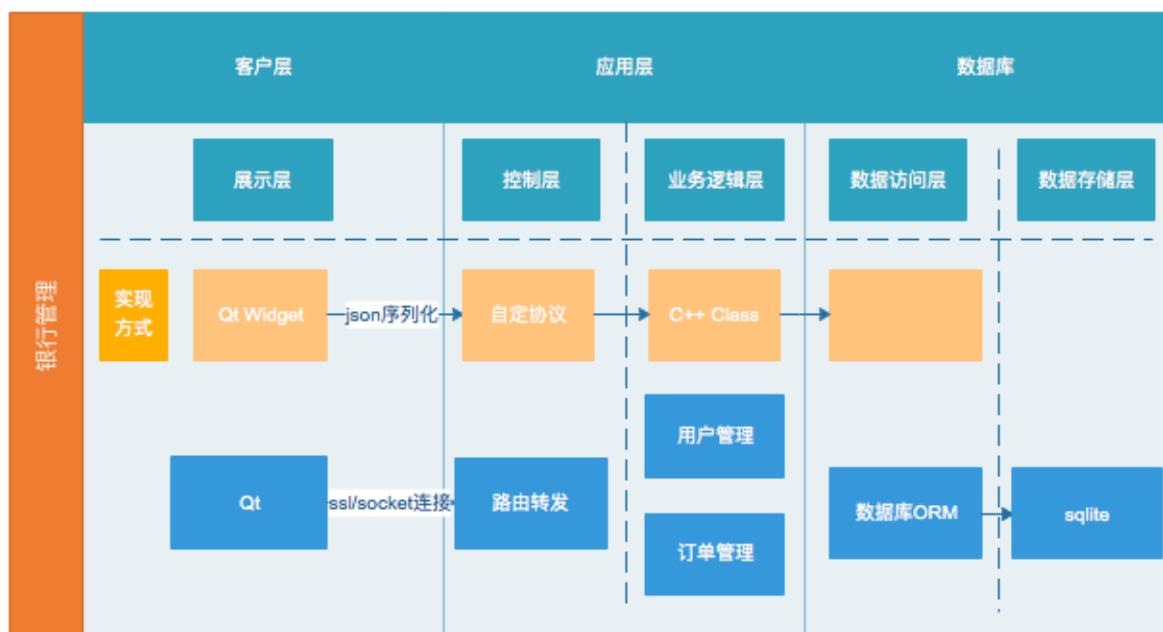 客户层
应用层
数据库
展示层
控制层
业务逻辑层
数据访问层
数据存储层
银行管理
实现
方式
Qt Widget
json序列化
自定协议
C++ Class
用户管理
Qt
ssl/socket连接
路由转发
数据库ORM
sqlite
订单管理